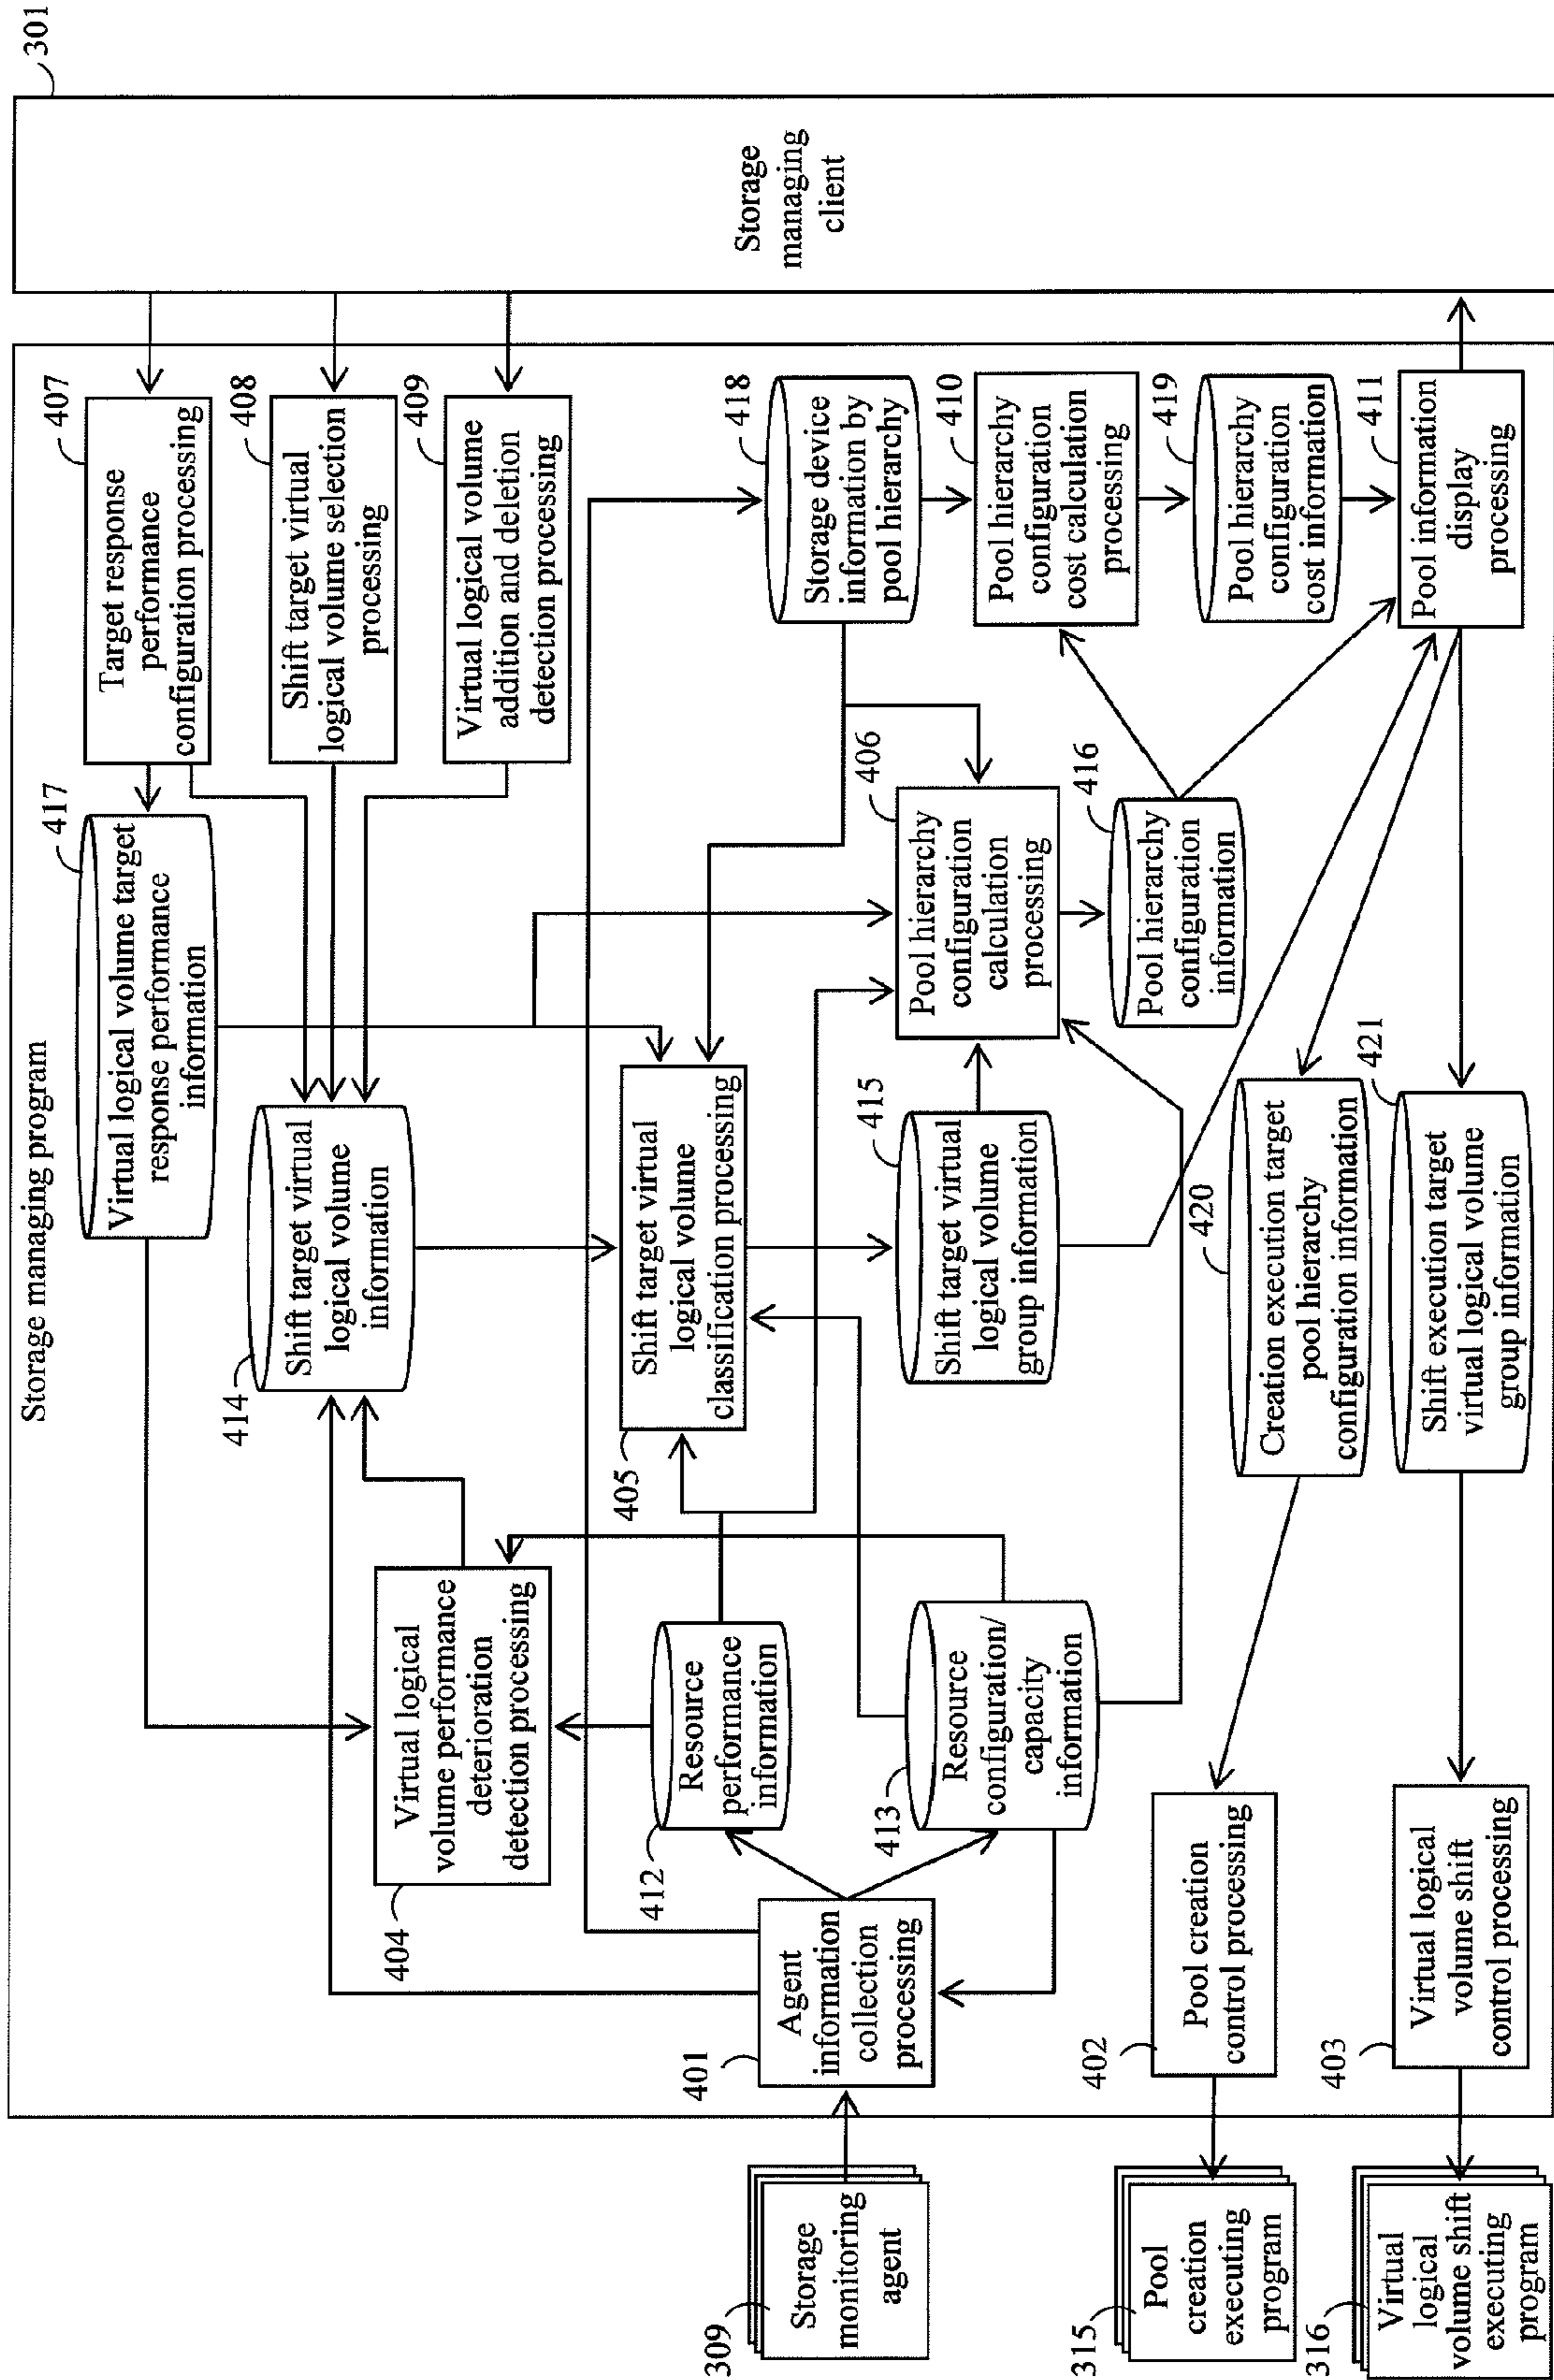 Storage managing program
301
Storage
managing
client
407
Target response
performance
configuration processing
408
Shift target virtual
logical volume selection
processing
409
Virtual logical volume
addition and deletion
detection processing
418
Storage device
information by
pool hierarchy
410
Pool hierarchy
configuration
cost calculation
processing
419
Pool hierarchy
configuration
cost information
411
Pool information
display
processing
417
Virtual logical volume target
response performance
information
414
Shift target virtual
logical volume
information
405
Shift target virtual
logical volume
classification processing
415
Shift target virtual
logical volume
group information
406
Pool hierarchy
configuration
calculation
processing
416
Pool hierarchy
configuration
information
420
Creation execution target
pool hierarchy
configuration information
421
Shift execution target
virtual logical volume
group information
404
Virtual logical
volume performance
deterioration
detection processing
412
Resource
performance
information
413
Resource
configuration/
capacity
information
401
Agent
information
collection
processing
402
Pool creation
control processing
403
Virtual logical
volume shift
control processing
309
Storage
monitoring
agent
315
Pool
creation
executing
program
316
Virtual
logical
volume shift
executing
program